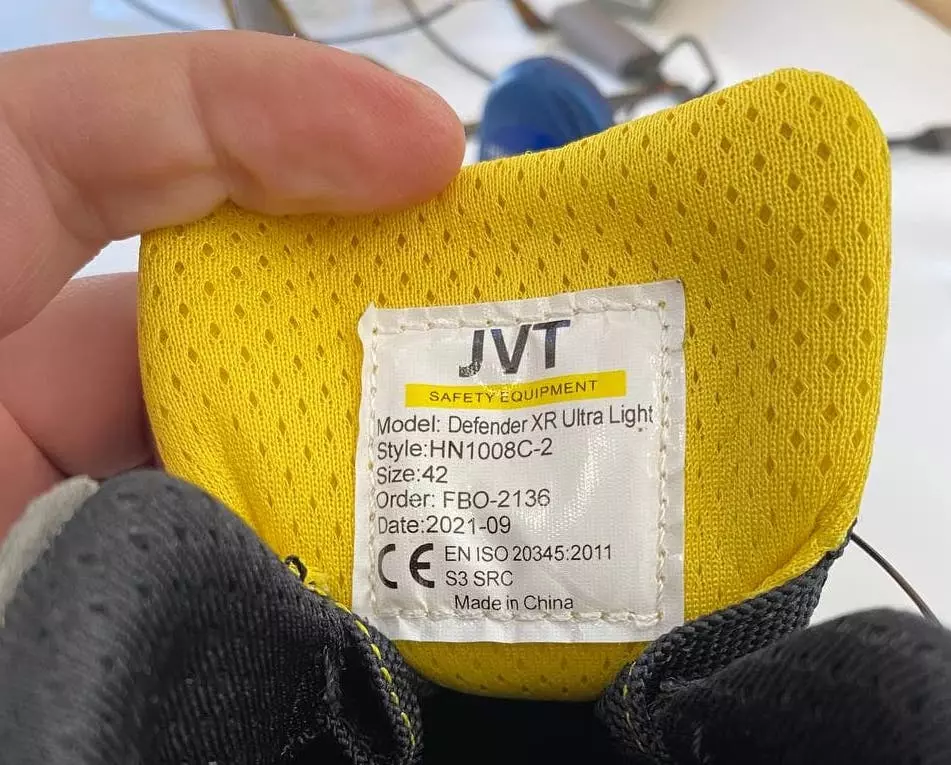 JVT
SAFETY EQUIPMENT
Model: Defender XR Ultra Light
Style:HN1008C-2
Size:42
Order: FBO-2136
Date:2021-09
CE EN ISO 20345:2011
S3 SRC
Made in China